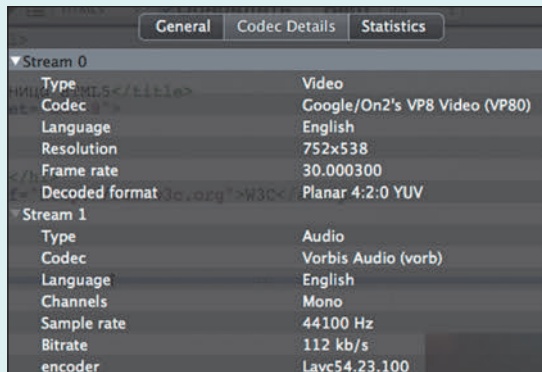 General Codec Details Statistics
Stream 0
Type Video
Codec Google/On2's VP8 Video (VP80)
Language English
Resolution 752x538
Frame rate 30.000300
Decoded format Planar 4:2:0 YUV
Stream 1
Type Audio
Codec Vorbis Audio (vorb)
Language English
Channels Mono
Sample rate 44100 Hz
Bitrate 112 kb/s
encoder Lavc54.23.100